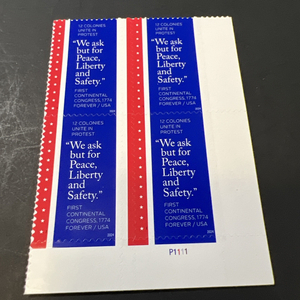 12 COLONIES
UNITE IN
PROTEST
“We ask
but for
Peace,
Liberty
and
Safety.”
FIRST
CONTINENTAL
CONGRESS, 1774
FOREVER / USA
12 COLONIES
UNITE IN
PROTEST
“We ask
but for
Peace,
Liberty
and
Safety.”
FIRST
CONTINENTAL
CONGRESS, 1774
FOREVER / USA
2024
12 COLONIES
UNITE IN
PROTEST
“We ask
but for
Peace,
Liberty
and
Safety.”
FIRST
CONTINENTAL
CONGRESS, 1774
FOREVER / USA
12 COLONIES
UNITE IN
PROTEST
“We ask
but for
Peace,
Liberty
and
Safety.”
FIRST
CONTINENTAL
CONGRESS, 1774
FOREVER / USA
2024
P1111